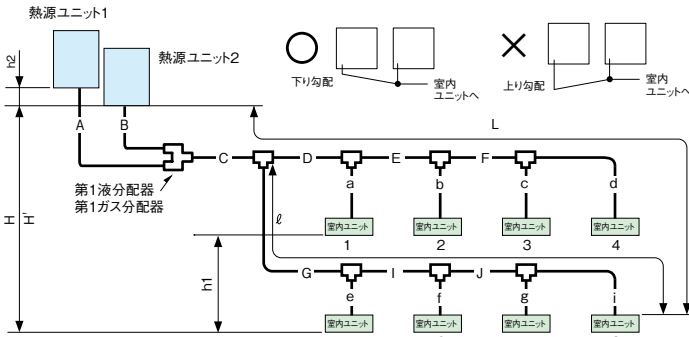 熱源ユニット1
熱源ユニット2
h2
下り勾配
室内
ユニットへ
上り勾配
室内
ユニットへ
A
B
L
C
D
E
F
第1液分配器
第1ガス分配器
a
b
c
d
H
H'
ℓ
室内ユニット
室内ユニット
室内ユニット
室内ユニット
1
2
3
4
h1
G
I
J
e
f
g
i
室内ユニット
室内ユニット
室内ユニット
室内ユニット